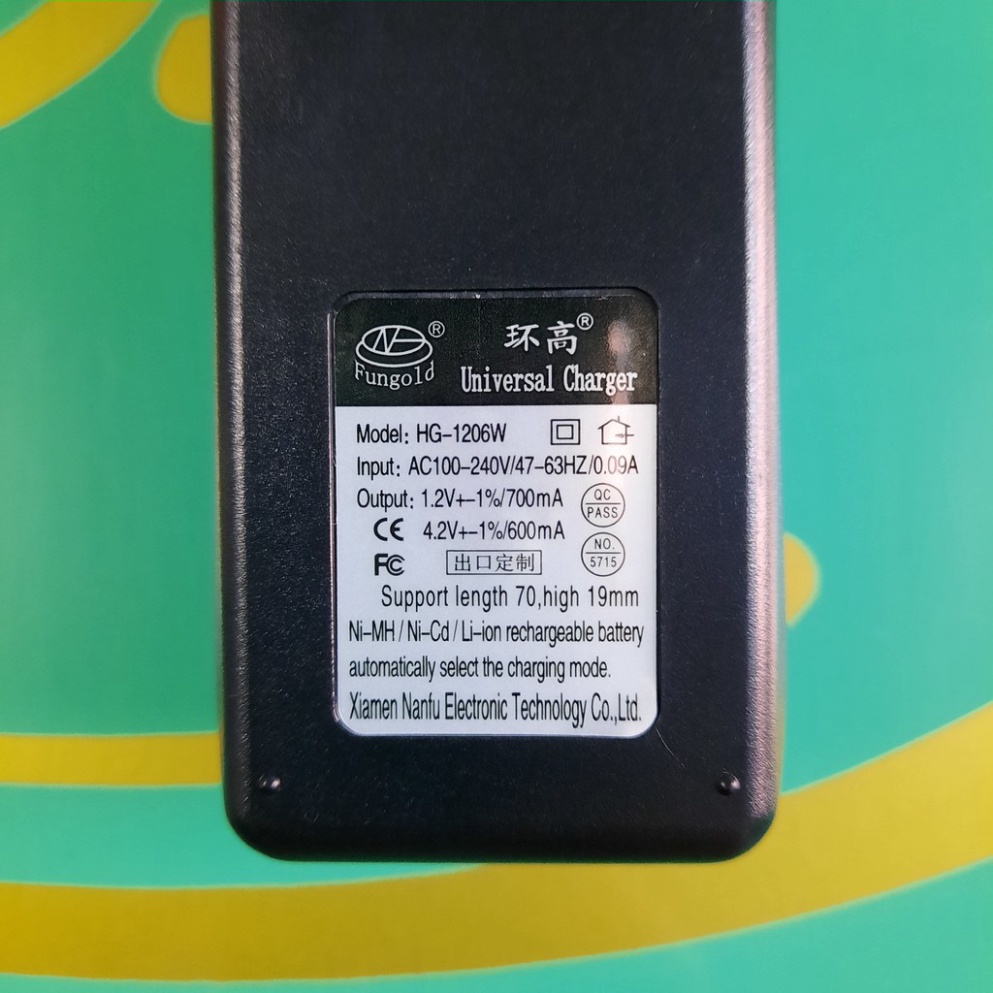 Fungold®
环高®
Universal Charger
Model: HG-1206W
Input: AC100-240V/47-63HZ/0.09A
Output: 1.2V+-1%/700mA
QC PASS
CE 4.2V+-1%/600mA
FC 出口定制
NO. 5715
Support length 70,high 19mm
Ni-MH / Ni-Cd / Li-ion rechargeable battery
automatically select the charging mode.
Xiamen Nanfu Electronic Technology Co.,Ltd.